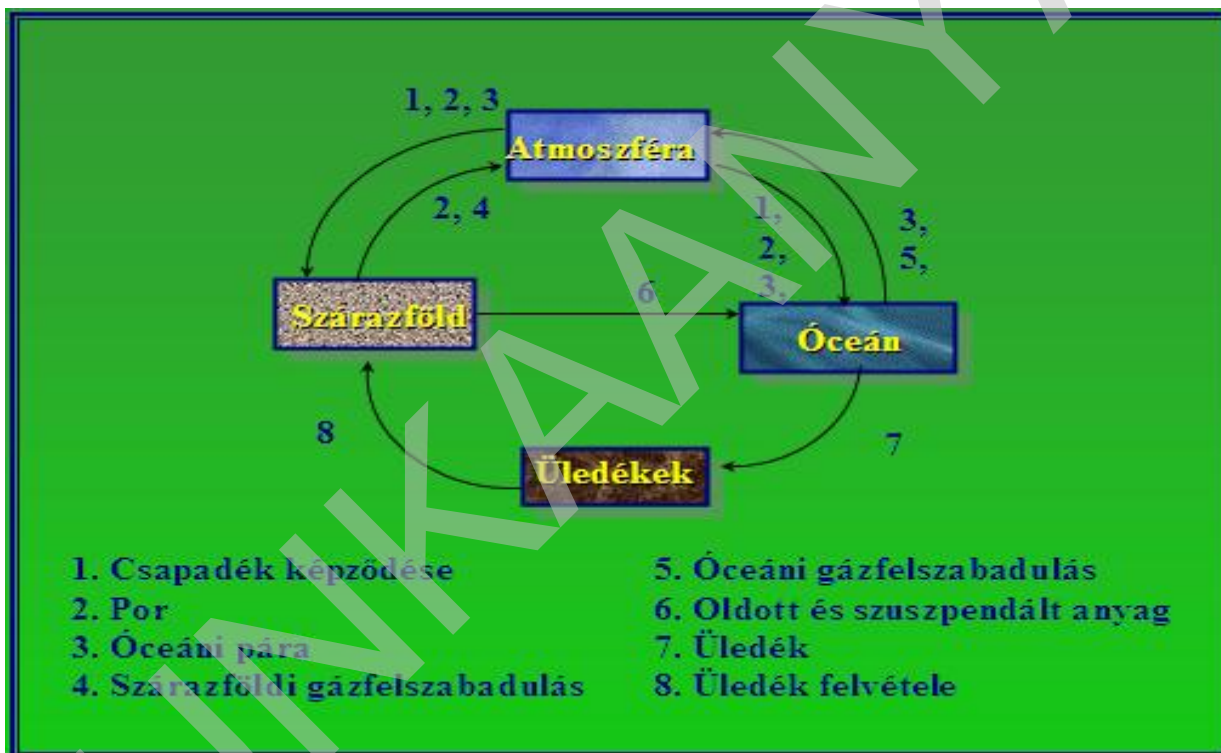 1, 2, 3
Atmoszféra
2, 4
1,
2,
3,
3,
5,
Szárazföld
6
Óceán
8
Üledékek
7
1. Csapadék képződése
2. Por
3. Óceáni pára
4. Szárazföldi gázfelszabadulás
5. Óceáni gázfelszabadulás
6. Oldott és szuszpendált anyag
7. Üledék
8. Üledék felvétele
INKAANYA